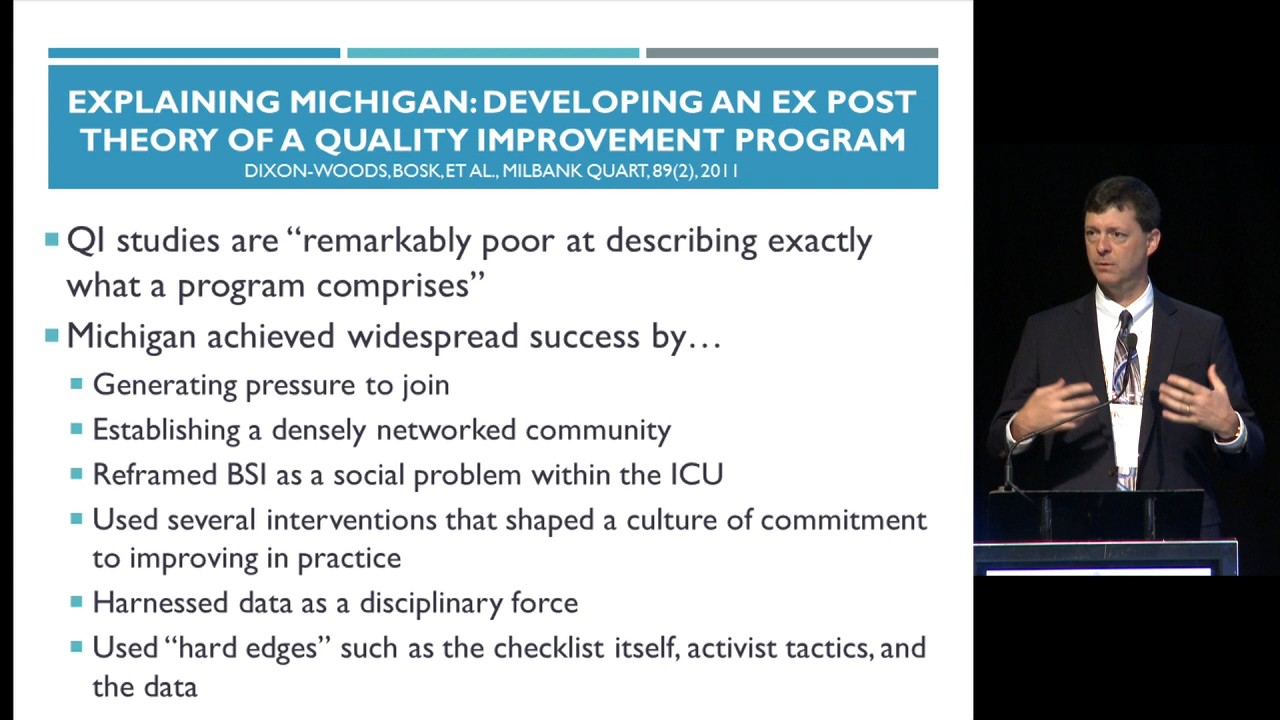 EXPLAINING MICHIGAN: DEVELOPING AN EX POST
THEORY OF A QUALITY IMPROVEMENT PROGRAM
DIXON-WOODS, BOSK, ET AL., MILBANK QUART, 89(2), 2011
QI studies are “remarkably poor at describing exactly
what a program comprises”
Michigan achieved widespread success by…
Generating pressure to join
Establishing a densely networked community
Reframed BSI as a social problem within the ICU
Used several interventions that shaped a culture of commitment
to improving in practice
Harnessed data as a disciplinary force
Used “hard edges” such as the checklist itself, activist tactics, and
the data